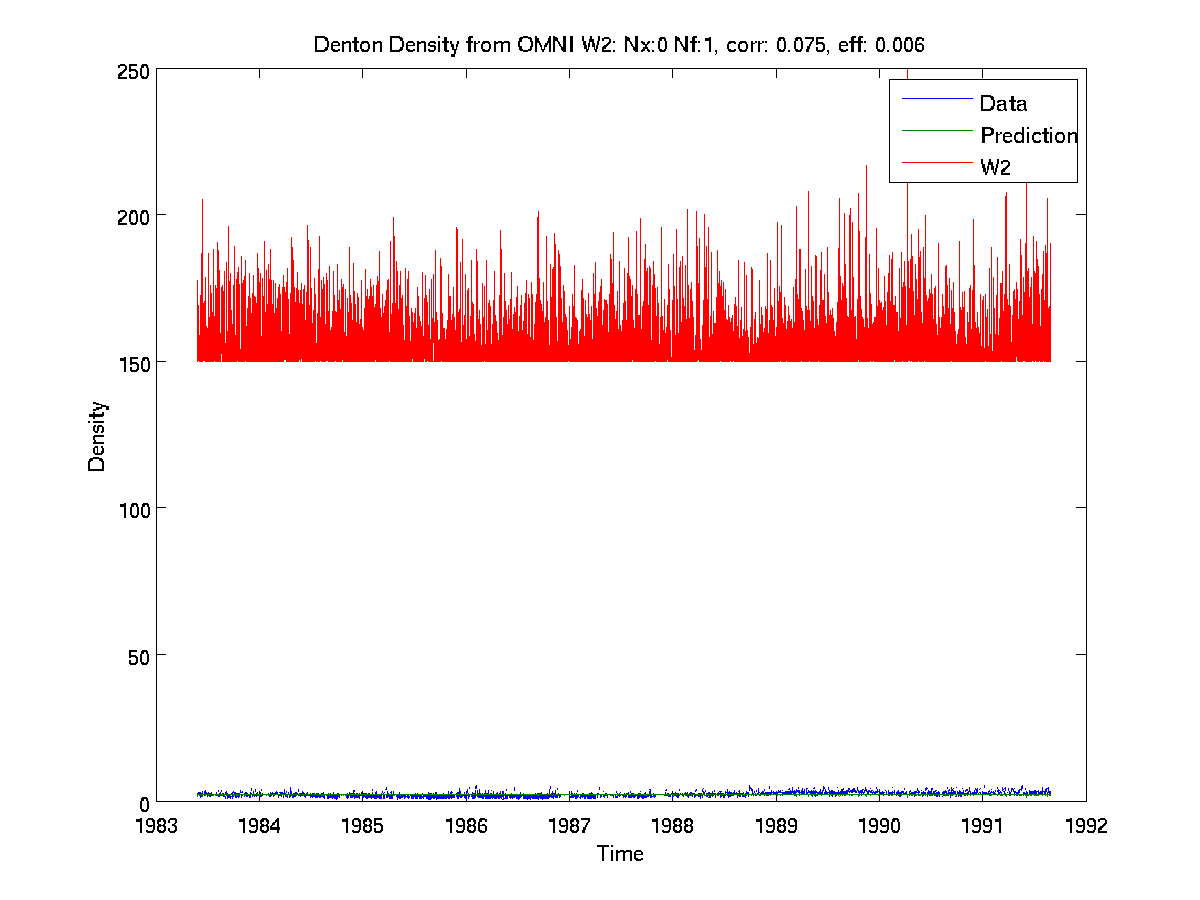 Denton Density from OMNI W2: Nx:0 Nf:1, corr: 0.075, eff: 0.006
250
Data
Prediction
W2
200
150
Density
100
50
0
1983 1984 1985 1986 1987 1988 1989 1990 1991 1992
Time